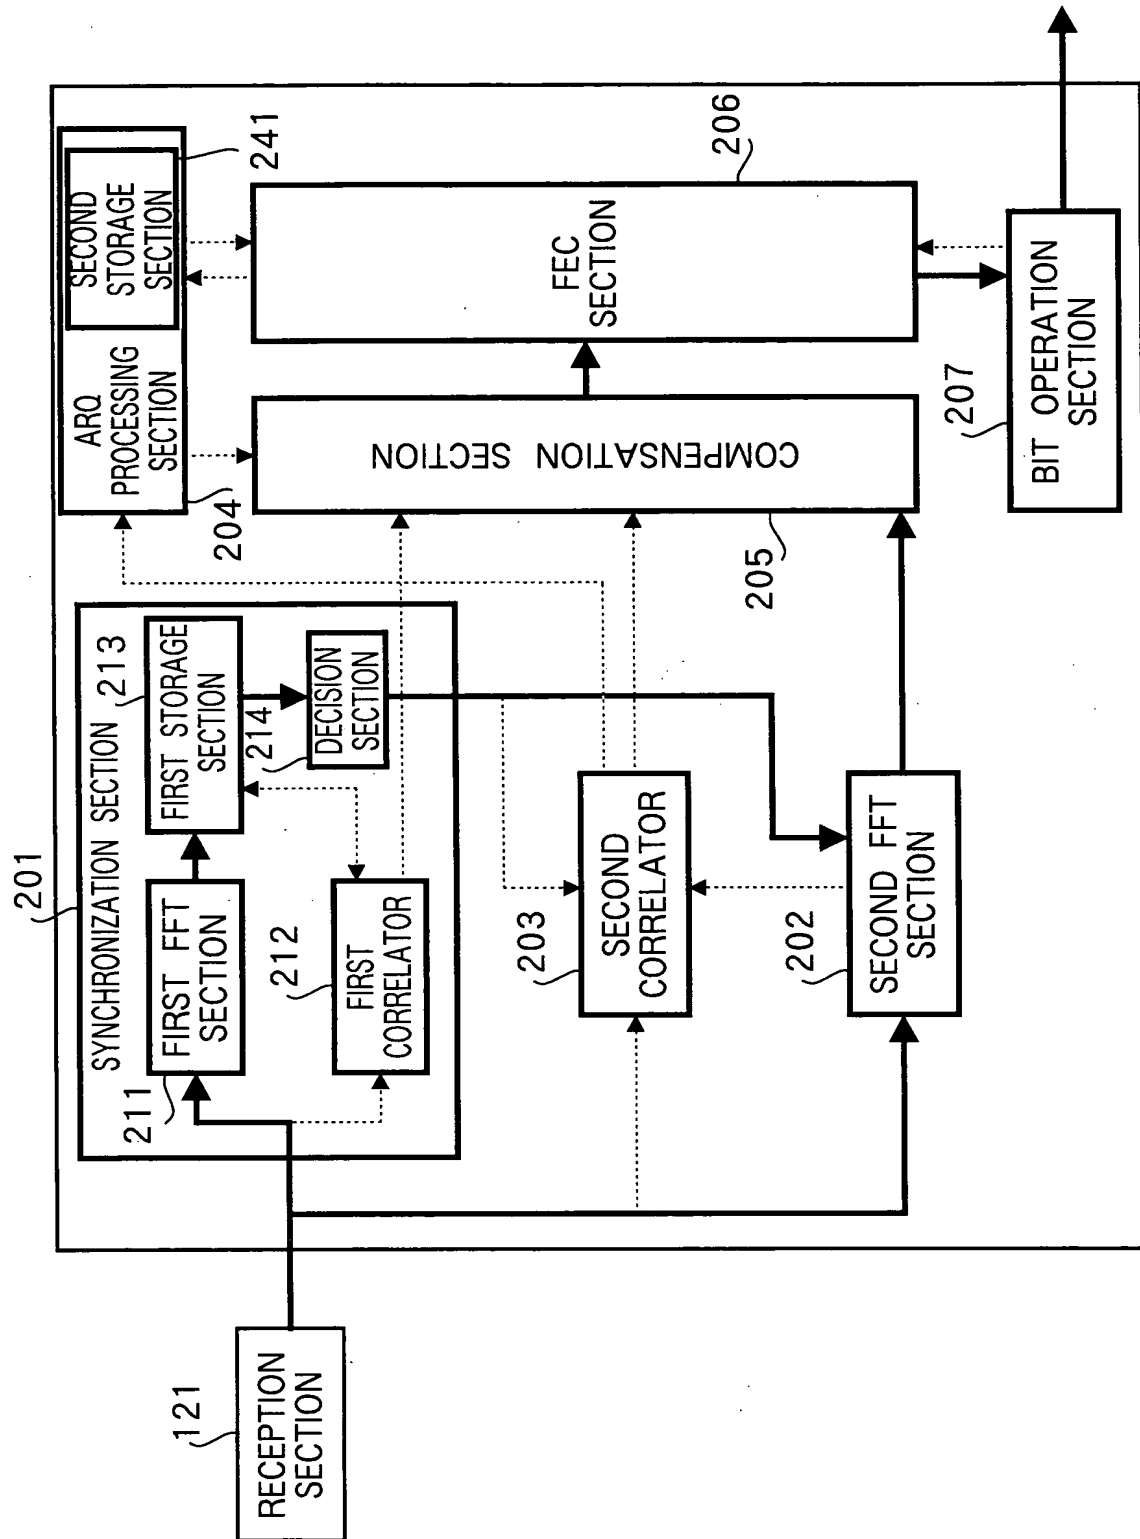 121
RECEPTION
SECTION
201
SYNCHRONIZATION SECTION
211
FIRST FFT
SECTION
213
FIRST STORAGE
SECTION
212
FIRST
CORRELATOR
214
DECISION
SECTION
203
SECOND
CORRELATOR
202
SECOND FFT
SECTION
204
ARQ
PROCESSING
SECTION
SECOND
STORAGE
SECTION
241
205
COMPENSATION SECTION
206
FEC
SECTION
207
BIT OPERATION
SECTION